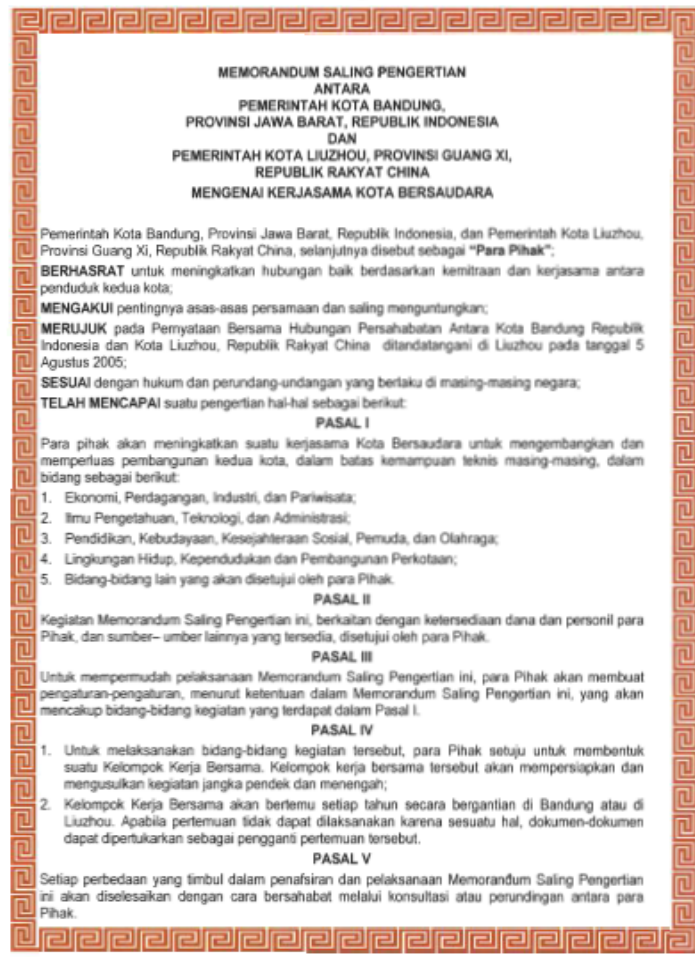 MEMORANDUM SALING PENGERTIAN
ANTARA
PEMERINTAH KOTA BANDUNG,
PROVINSI JAWA BARAT, REPUBLIK INDONESIA
DAN
PEMERINTAH KOTA LIUZHOU, PROVINSI GUANG XI,
REPUBLIK RAKYAT CHINA
MENGENAI KERJASAMA KOTA BERSAUDARA
Pemerintah Kota Bandung, Provinsi Jawa Barat, Republik Indonesia, dan Pemerintah Kota Liuzhou,
Provinsi Guang Xi, Republik Rakyat China, selanjutnya disebut sebagai "Para Pihak";
BERHASRAT untuk meningkatkan hubungan baik berdasarkan kemitraan dan kerjasama antara
penduduk kedua kota;
MENGAKUI pentingnya asas-asas persamaan dan saling menguntungkan;
MERUJUK pada Pernyataan Bersama Hubungan Persahabatan Antara Kota Bandung Republik
Indonesia dan Kota Liuzhou, Republik Rakyat China ditandatangani di Liuzhou pada tanggal 5
Agustus 2005;
SESUAI dengan hukum dan perundang-undangan yang berlaku di masing-masing negara;
TELAH MENCAPAI suatu pengertian hal-hal sebagai berikut:
PASAL I
Para pihak akan meningkatkan suatu kerjasama Kota Bersaudara untuk mengembangkan dan
memperluas pembangunan kedua kota, dalam batas kemampuan teknis masing-masing, dalam
bidang sebagai berikut:
1. Ekonomi, Perdagangan, Industri, dan Pariwisata;
2. Ilmu Pengetahuan, Teknologi, dan Administrasi;
3. Pendidikan, Kebudayaan, Kesejahteraan Sosial, Pemuda, dan Olahraga;
4. Lingkungan Hidup, Kependudukan dan Pembangunan Perkotaan;
5. Bidang-bidang lain yang akan disetujui oleh para Pihak.
PASAL II
Kegiatan Memorandum Saling Pengertian ini, berkaitan dengan ketersediaan dana dan personil para
Pihak, dan sumber– umber lainnya yang tersedia, disetujui oleh para Pihak.
PASAL III
Untuk mempermudah pelaksanaan Memorandum Saling Pengertian ini, para Pihak akan membuat
pengaturan-pengaturan, menurut ketentuan dalam Memorandum Saling Pengertian ini, yang akan
mencakup bidang-bidang kegiatan yang terdapat dalam Pasal I.
PASAL IV
1. Untuk melaksanakan bidang-bidang kegiatan tersebut, para Pihak setuju untuk membentuk
suatu Kelompok Kerja Bersama. Kelompok kerja bersama tersebut akan mempersiapkan dan
mengusulkan kegiatan jangka pendek dan menengah;
2. Kelompok Kerja Bersama akan bertemu setiap tahun secara bergantian di Bandung atau di
Liuzhou. Apabila pertemuan tidak dapat dilaksanakan karena sesuatu hal, dokumen-dokumen
dapat dipertukarkan sebagai pengganti pertemuan tersebut.
PASAL V
Setiap perbedaan yang timbul dalam penafsiran dan pelaksanaan Memorandum Saling Pengertian
ini akan diselesaikan dengan cara bersahabat melalui konsultasi atau perundingan antara para
Pihak.